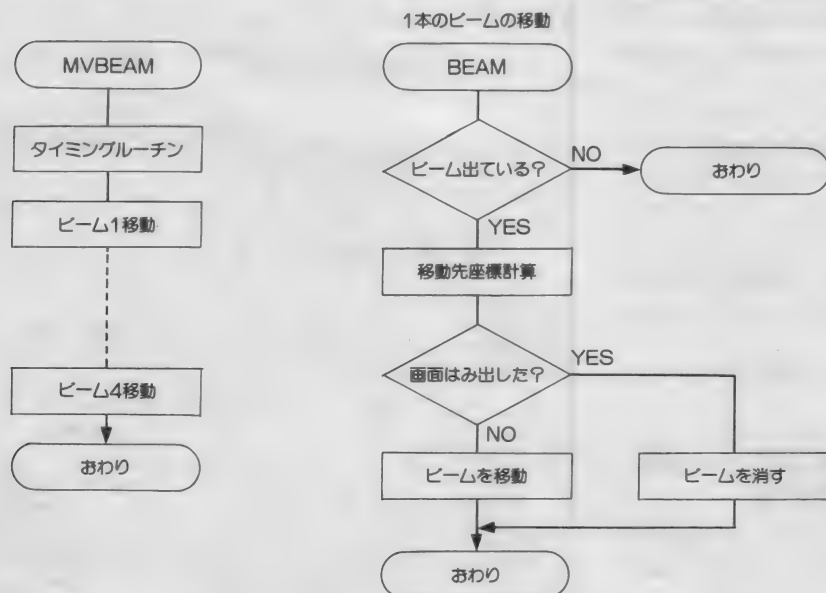 MVBEAM
タイミングルーチン
ビーム1移動
ビーム4移動
おわり
1本のビームの移動
BEAM
ビーム出ている?
NO
おわり
YES
移動先座標計算
画面はみ出した?
YES
NO
ビームを移動
ビームを消す
おわり